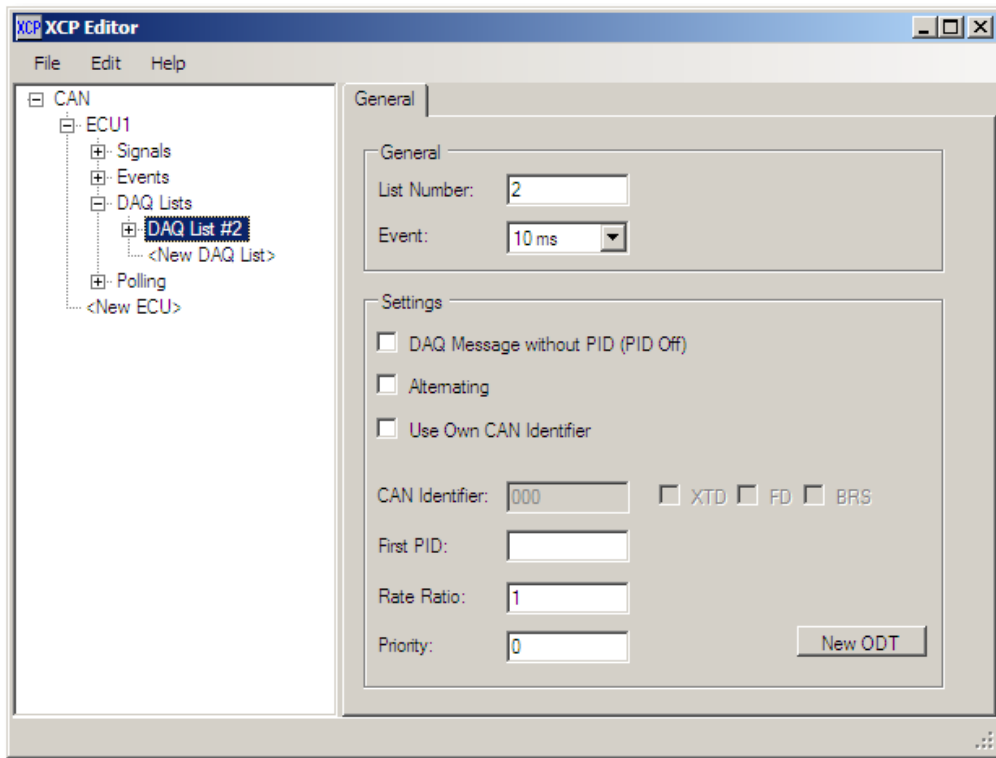 XCP XCP Editor
File Edit Help
CAN
ECU1
Signals
Events
DAQ Lists
DAQ List #2
<New DAQ List>
Polling
<New ECU>
General
General
List Number: 2
Event: 10 ms
Settings
DAQ Message without PID (PID Off)
Alternating
Use Own CAN Identifier
CAN Identifier: 000 XTD FD BRS
First PID:
Rate Ratio: 1
Priority: 0 New ODT